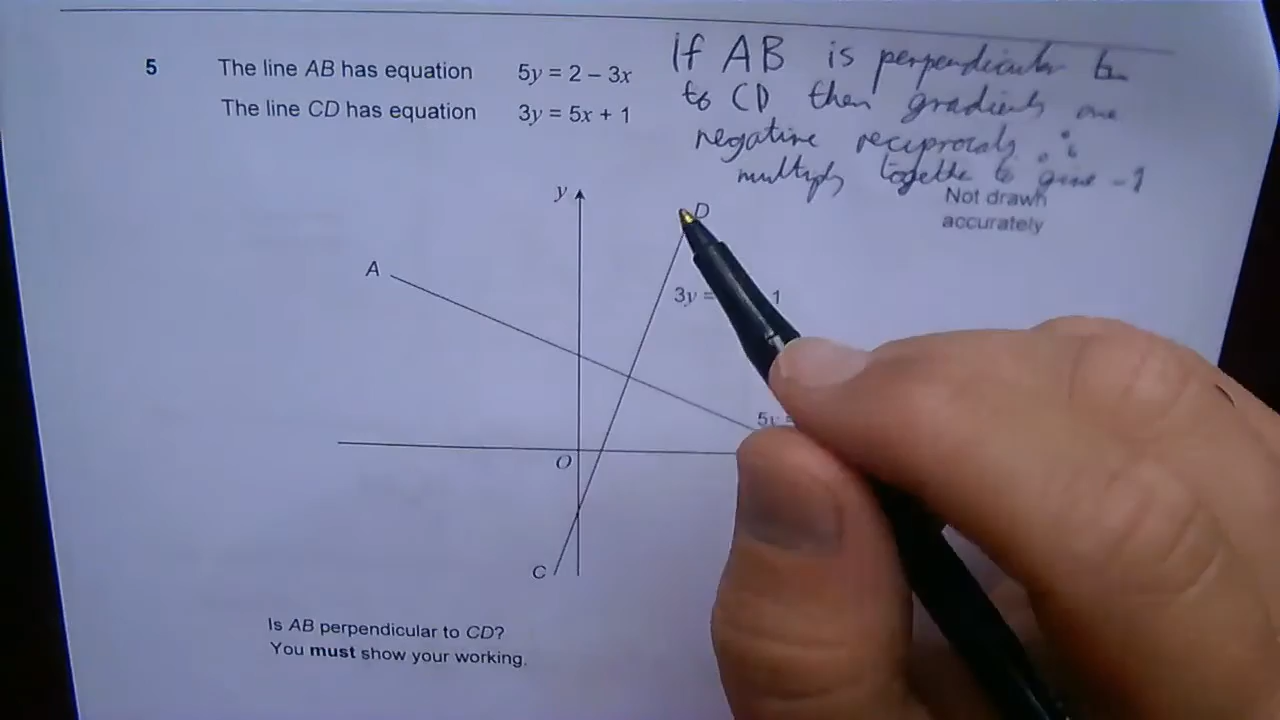 5 The line AB has equation 5y = 2 – 3x
The line CD has equation 3y = 5x + 1
If AB is perpendicular
to CD then gradients are
negative reciprocals
multiply together to give -1
Not drawn
accurately
y
D
A
3y = 1
5y =
O
C
Is AB perpendicular to CD?
You must show your working.